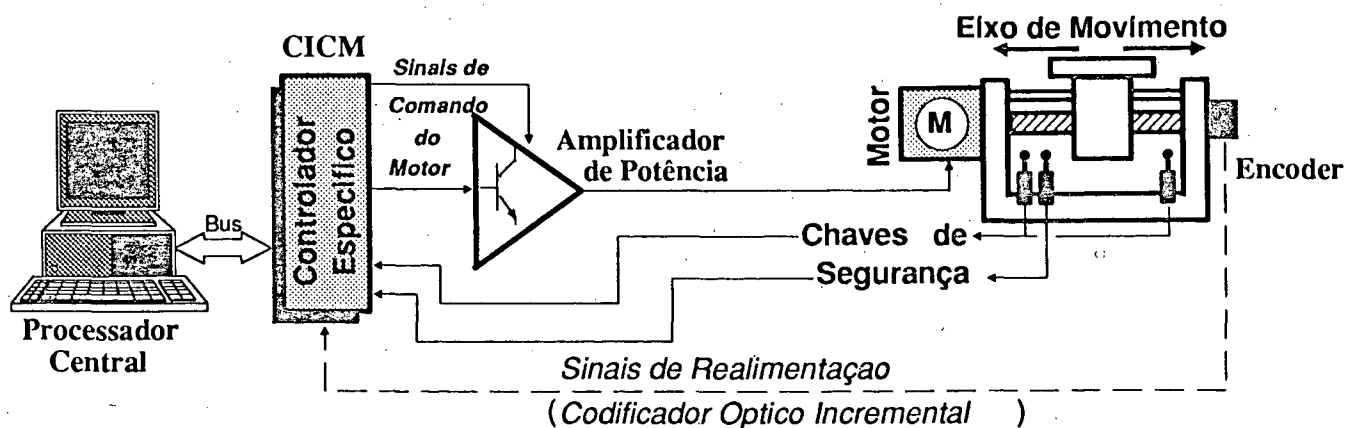 Eixo de Movimento
CICM
Sinais de
Comando
do
Motor
Controlador
Específico
Amplificador
de Potência
Motor
M
Encoder
Bus
Chaves de
Segurança
Processador
Central
Sinais de Realimentaçao
(Codificador Optico Incremental )